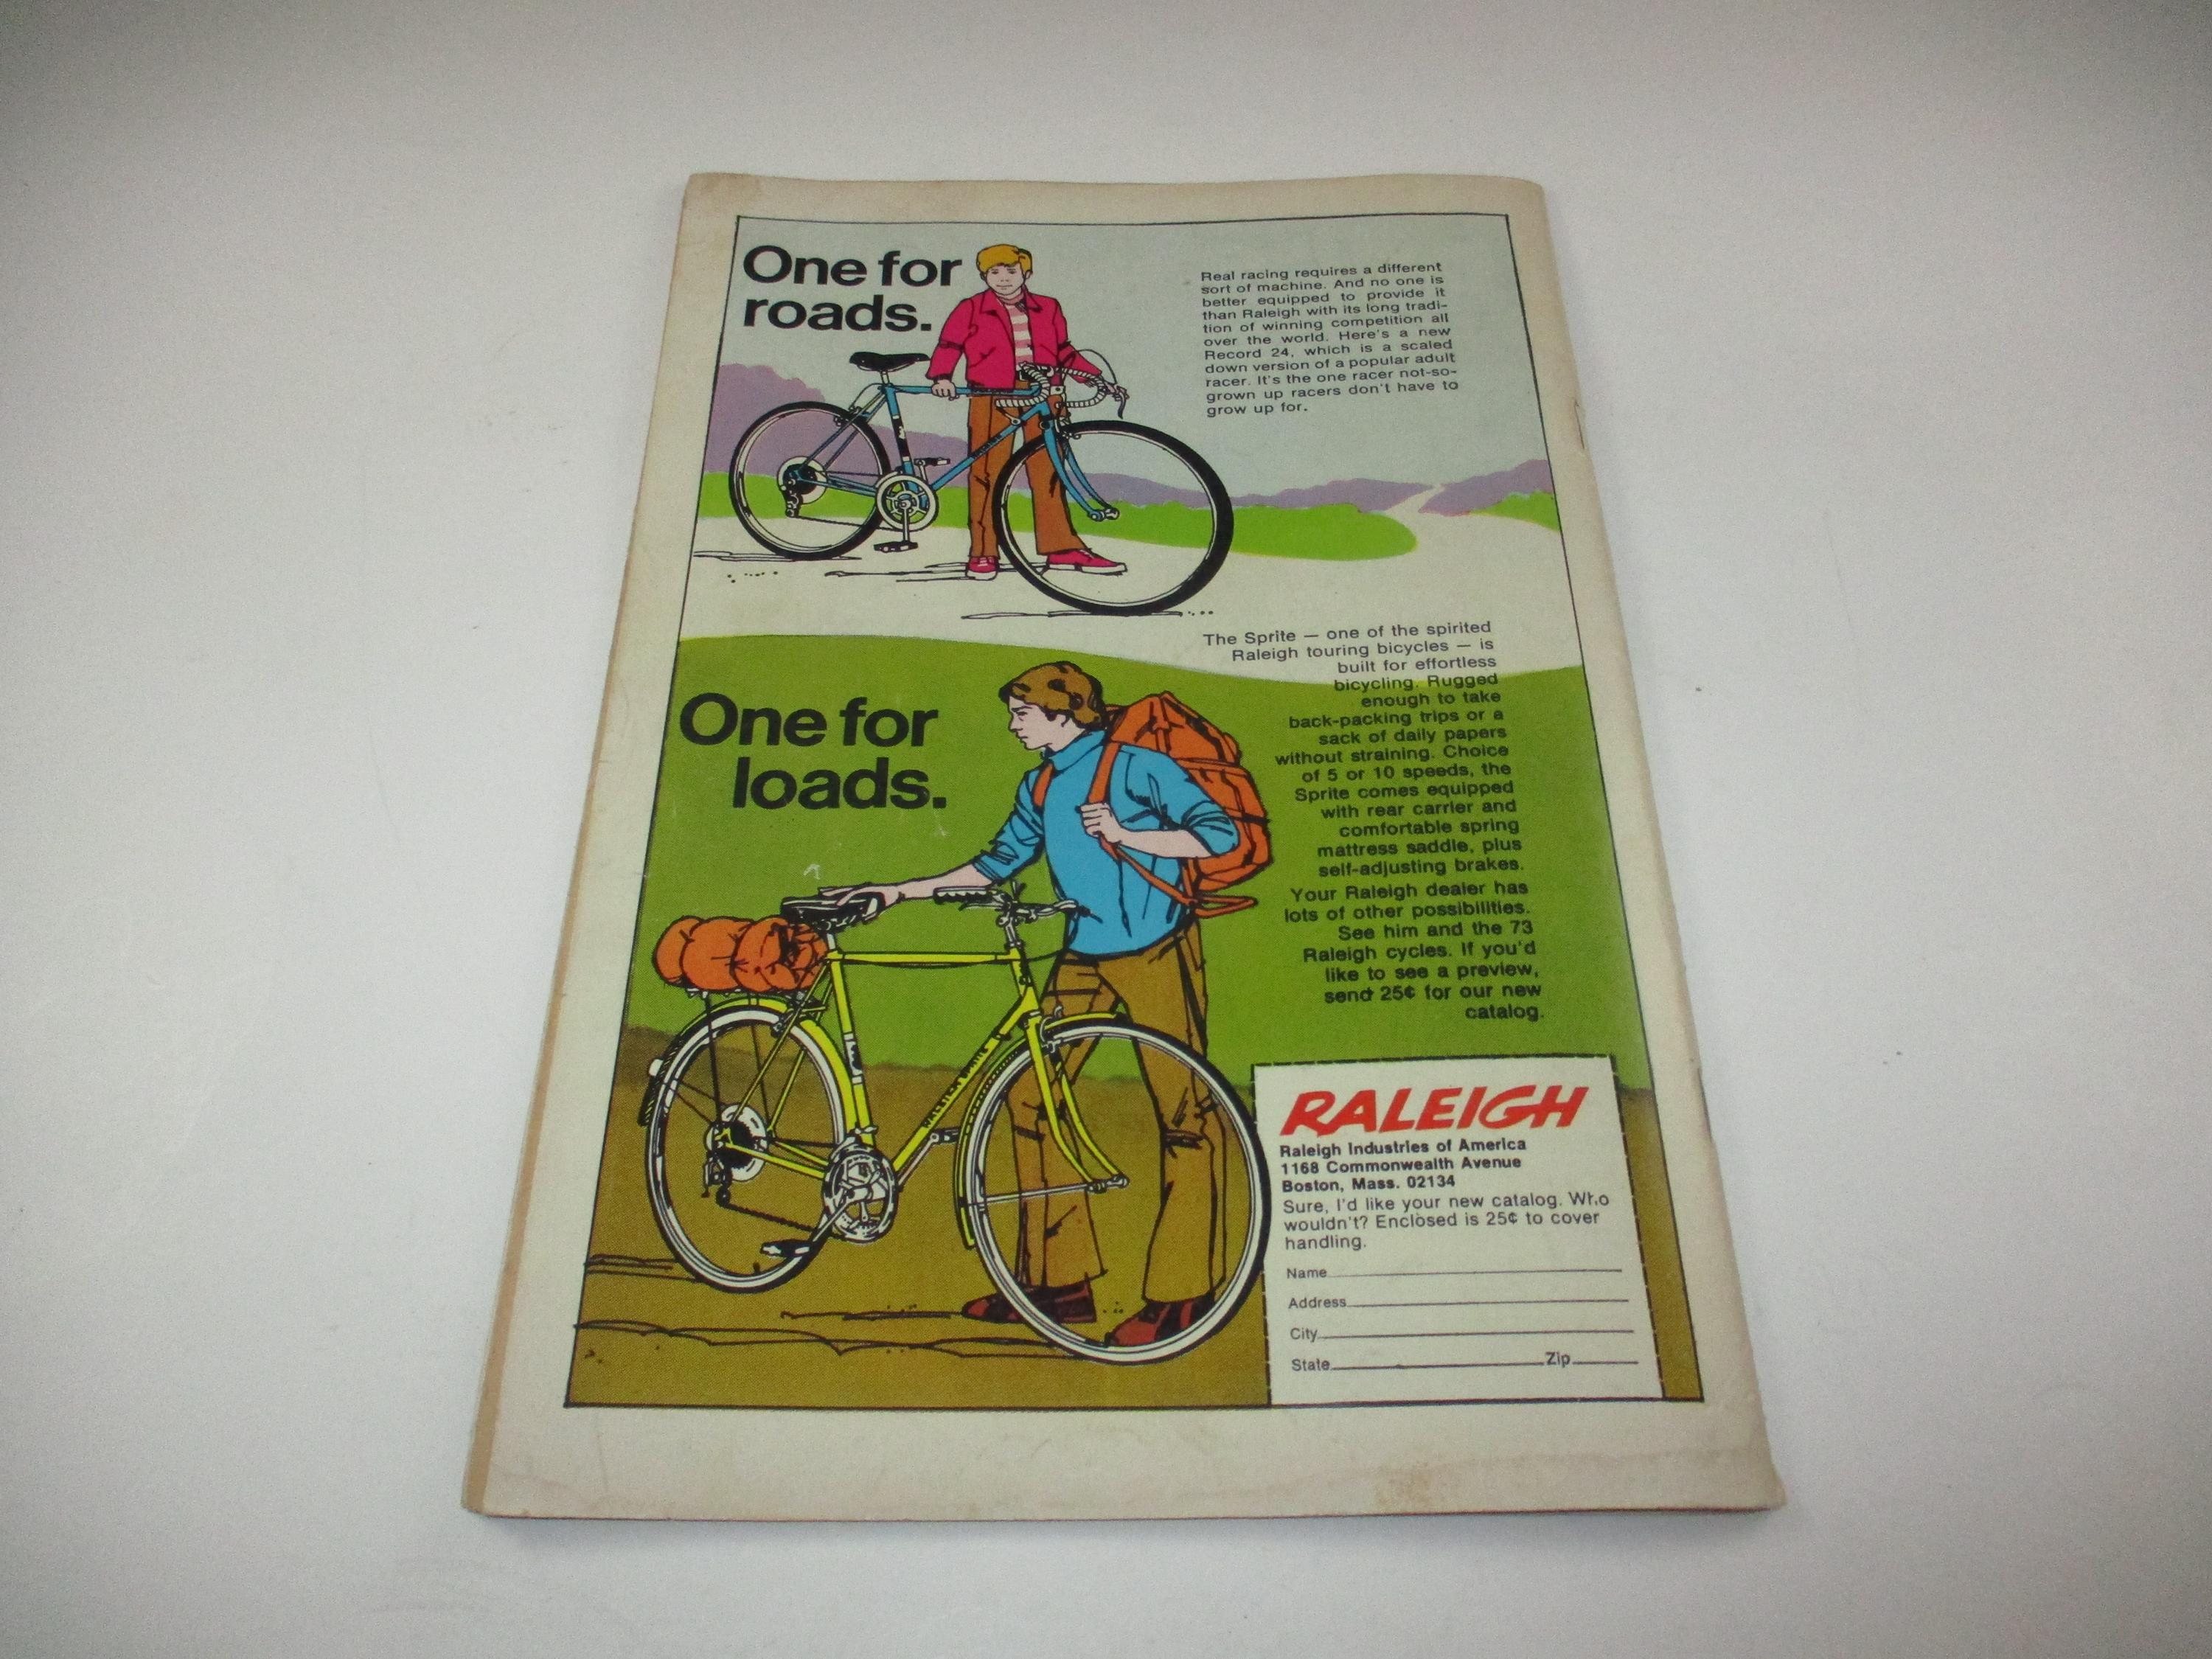 One for
roads.
Real racing requires a different
sort of machine. And no one is
better equipped to provide it
than Raleigh with its long tradi-
tion of winning competition all
over the world. Here's a new
Record 24, which is a scaled
down version of a popular adult
racer. It's the one racer not-so-
grown up racers don't have to
grow up for.
The Sprite — one of the spirited
Raleigh touring bicycles — is
built for effortless
bicycling. Rugged
enough to take
back-packing trips or a
sack of daily papers
without straining. Choice
of 5 or 10 speeds, the
Sprite comes equipped
with rear carrier and
comfortable spring
mattress saddle, plus
self-adjusting brakes.
Your Raleigh dealer has
lots of other possibilities.
See him and the 73
Raleigh cycles. If you'd
like to see a preview,
send 25¢ for our new
catalog.
One for
loads.
RALEIGH SPRITE
RALEIGH
Raleigh Industries of America
1168 Commonwealth Avenue
Boston, Mass. 02134
Sure, I'd like your new catalog. Who
wouldn't? Enclosed is 25¢ to cover
handling.
Name
Address
City
State Zip